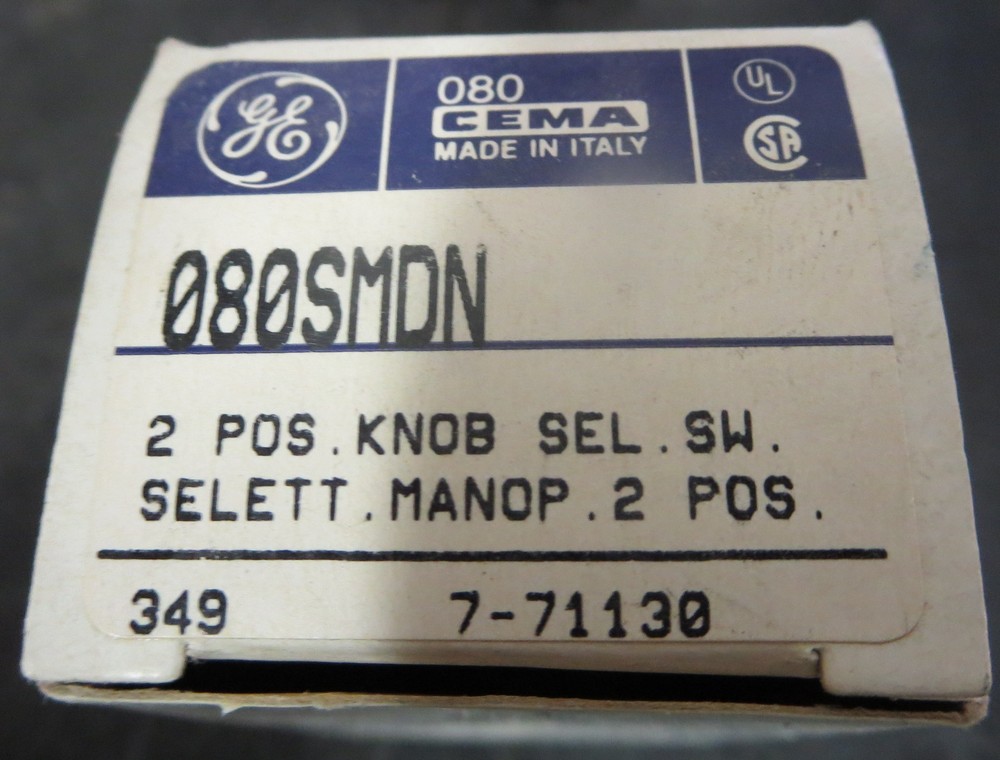 GE
080
CEMA
MADE IN ITALY
UL
CSA
080SMDN
2 POS.KNOB SEL.SW.
SELETT.MANOP.2 POS.
349 7-71130